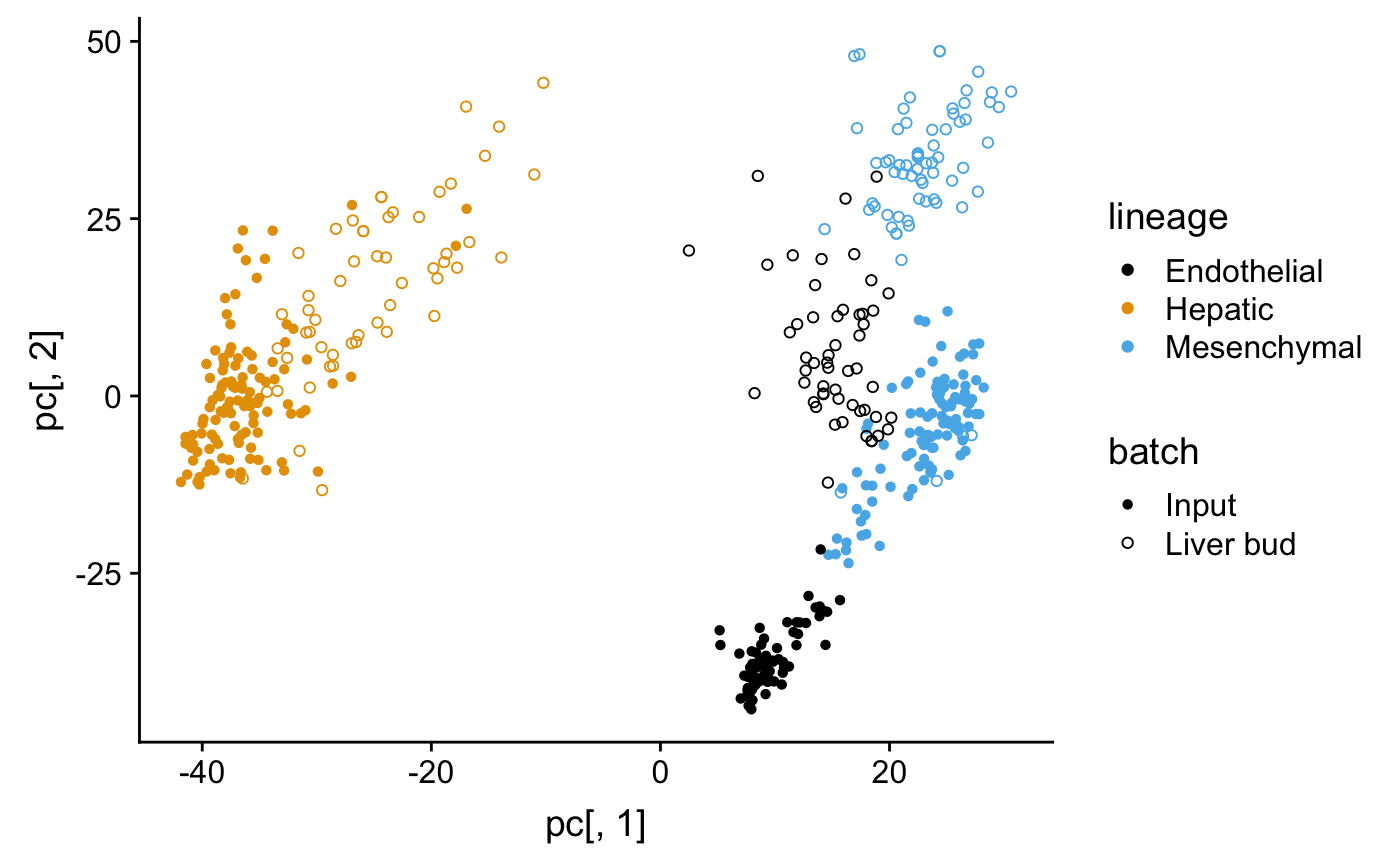 50
25
0
-25
pc[, 2]
-40
-20
0
20
pc[, 1]
lineage
Endothelial
Hepatic
Mesenchymal
batch
Input
Liver bud